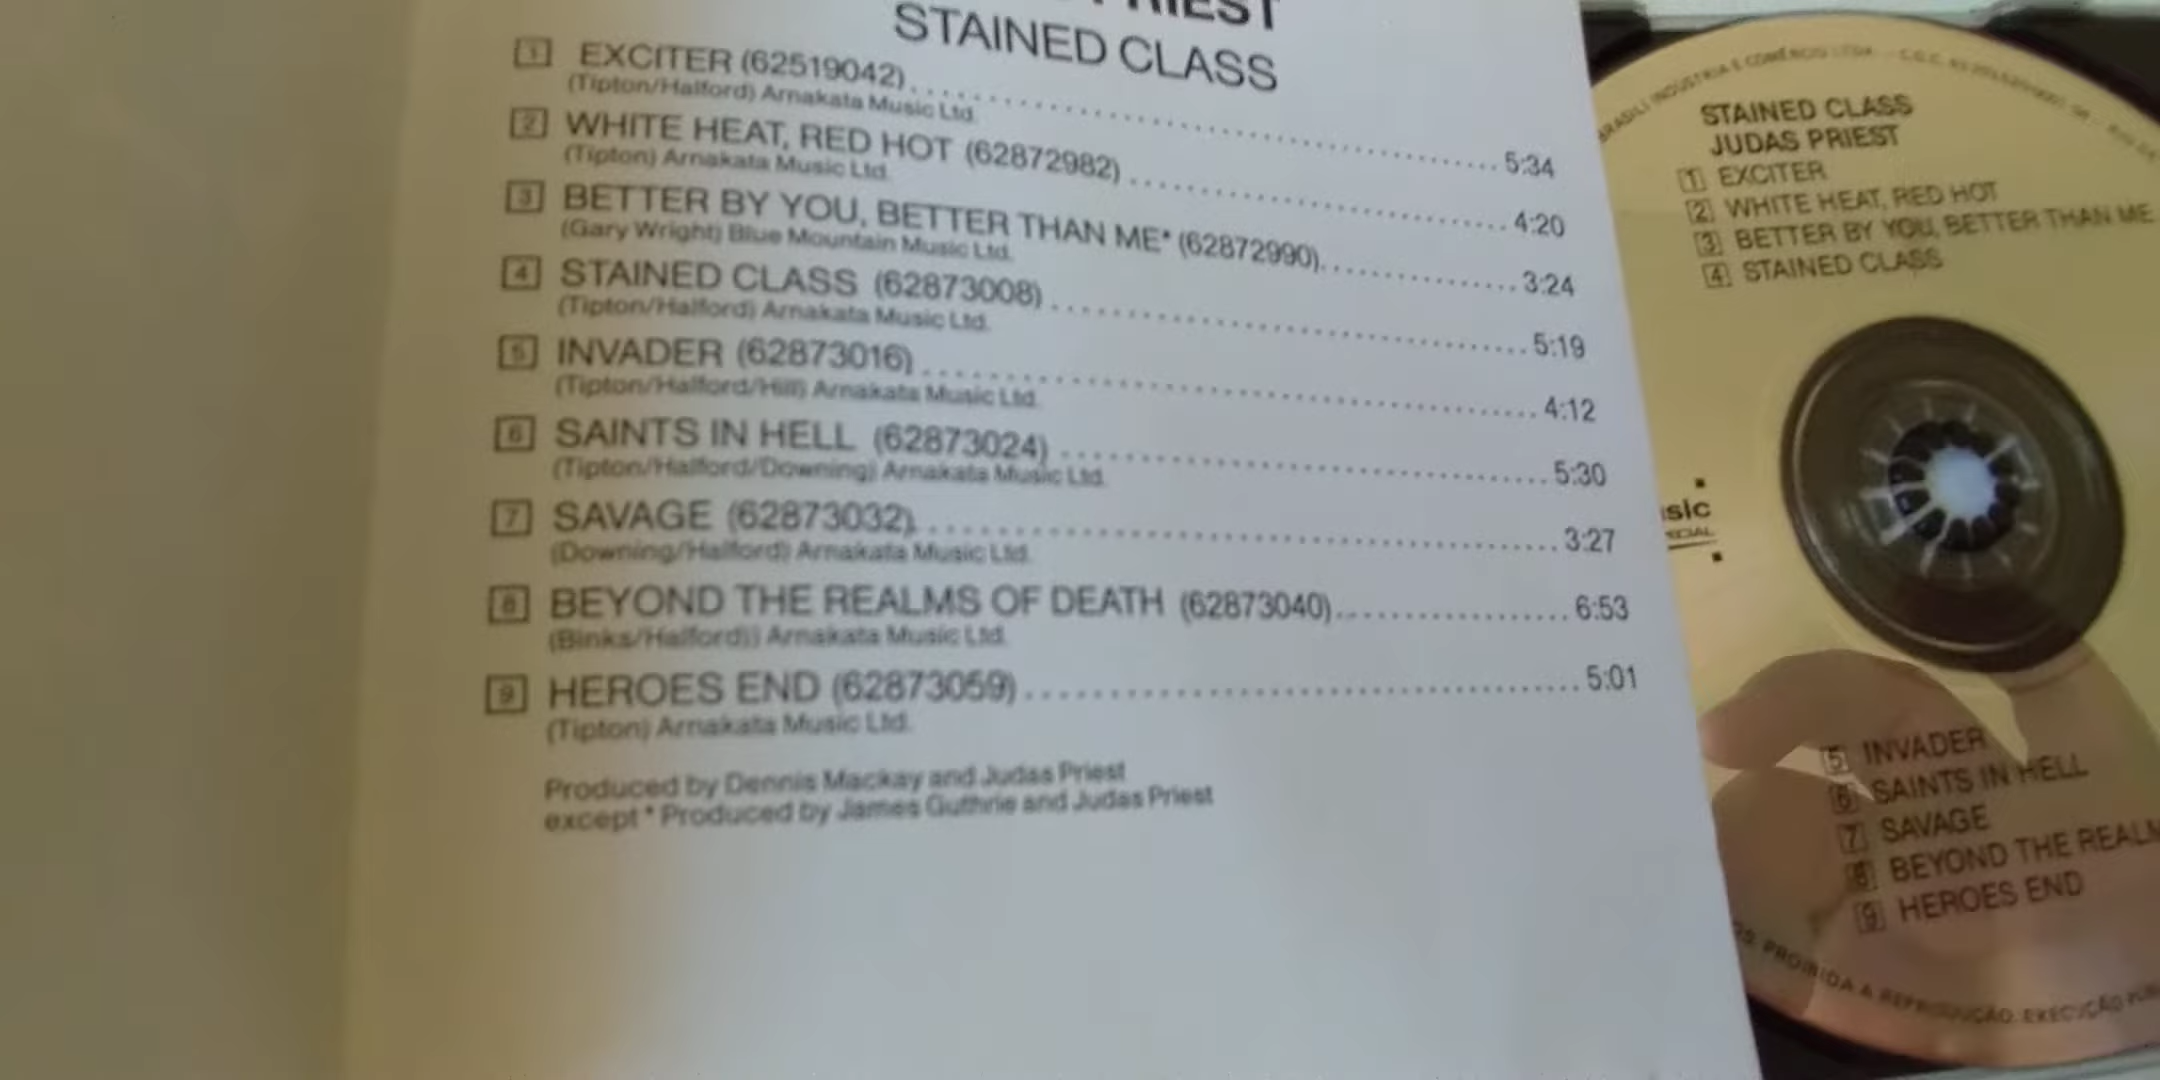 PRIEST
STAINED CLASS
1 EXCITER (62519042) 5:34
(Tipton/Halford) Arnakata Music Ltd.
2 WHITE HEAT, RED HOT (62872982) 4:20
(Tipton) Arnakata Music Ltd.
3 BETTER BY YOU, BETTER THAN ME* (62872990) 3:24
(Gary Wright) Blue Mountain Music Ltd.
4 STAINED CLASS (62873008) 5:19
(Tipton/Halford) Arnakata Music Ltd.
5 INVADER (62873016) 4:12
(Tipton/Halford/Hill) Arnakata Music Ltd.
6 SAINTS IN HELL (62873024) 5:30
(Tipton/Halford/Downing) Arnakata Music Ltd.
7 SAVAGE (62873032) 3:27
(Downing/Halford) Arnakata Music Ltd.
8 BEYOND THE REALMS OF DEATH (62873040) 6:53
(Binks/Halford)) Arnakata Music Ltd.
9 HEROES END (62873059) 5:01
(Tipton) Arnakata Music Ltd.
Produced by Dennis Mackay and Judas Priest
except * Produced by James Guthrie and Judas Priest
INDÚSTRIA E COMÉRCIO LTDA
STAINED CLASS
JUDAS PRIEST
1 EXCITER
2 WHITE HEAT, RED HOT
3 BETTER BY YOU, BETTER THAN ME
4 STAINED CLASS
sic
5 INVADER
6 SAINTS IN HELL
7 SAVAGE
8 BEYOND THE REALM
9 HEROES END
PROIBIDA A REPRODUÇÃO, EXECUÇÃO